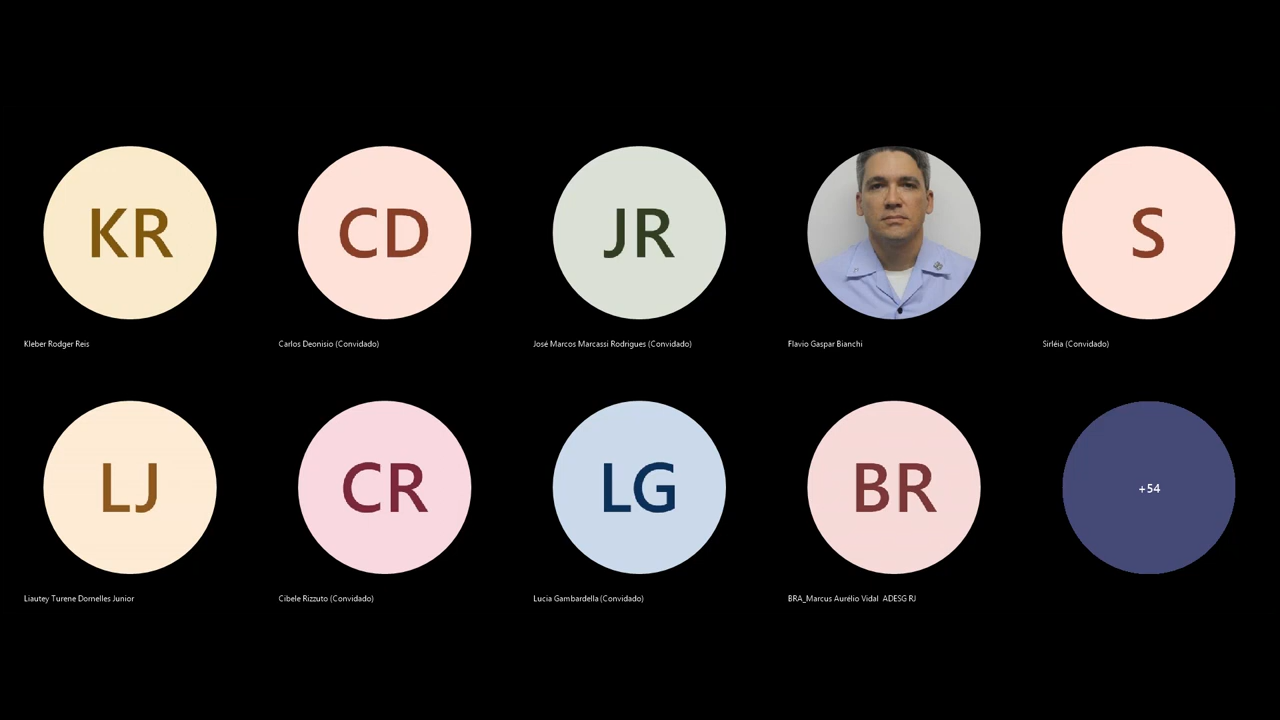 KR
CD
JR
S
Kleber Rodger Reis
Carlos Deonisio (Convidado)
José Marcos Marcassi Rodrigues (Convidado)
Flavio Gaspar Bianchi
Sirléia (Convidado)
LJ
CR
LG
BR
+54
Liautey Turene Dornelles Junior
Cibele Rizzuto (Convidado)
Lucia Gambardella (Convidado)
BRA_Marcus Aurélio Vidal  ADESG RJ